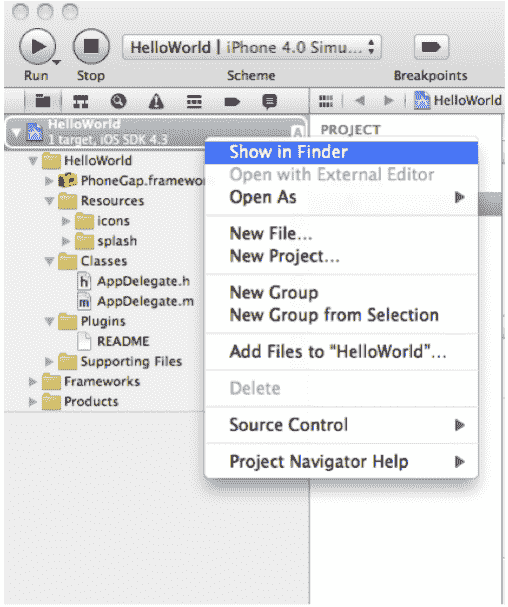 HelloWorld | iPhone 4.0 Simu...
Run
Stop
Scheme
Breakpoints
HelloWorld
HelloWorld
1 target, iOS SDK 4.3
A
PROJECT
HelloWorld
PhoneGap.framewor
Resources
icons
splash
Classes
h AppDelegate.h
m AppDelegate.m
Plugins
README
Supporting Files
Frameworks
Products
Show in Finder
Open with External Editor
Open As
New File...
New Project...
New Group
New Group from Selection
Add Files to “HelloWorld”...
Delete
Source Control
Project Navigator Help